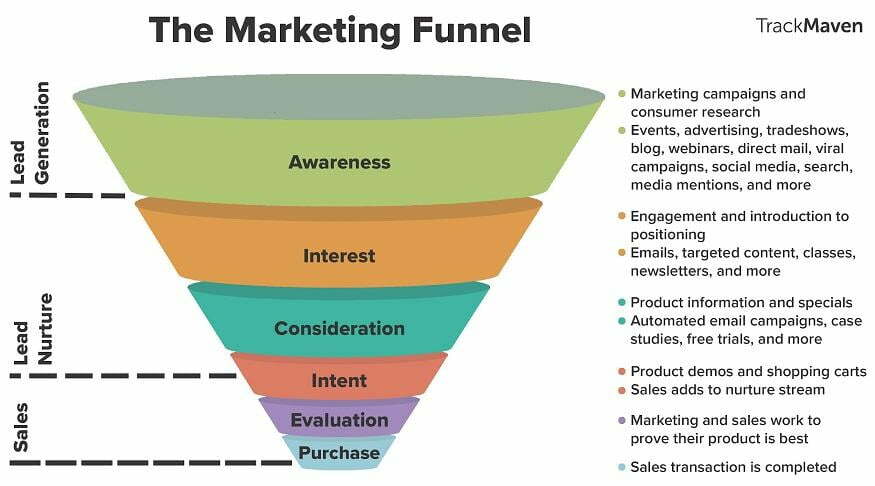 The Marketing Funnel
TrackMaven
Lead
Generation
Lead
Nurture
Sales
Awareness
Interest
Consideration
Intent
Evaluation
Purchase
Marketing campaigns and
consumer research
Events, advertising, tradeshows,
blog, webinars, direct mail, viral
campaigns, social media, search,
media mentions, and more
Engagement and introduction to
positioning
Emails, targeted content, classes,
newsletters, and more
Product information and specials
Automated email campaigns, case
studies, free trials, and more
Product demos and shopping carts
Sales adds to nurture stream
Marketing and sales work to
prove their product is best
Sales transaction is completed